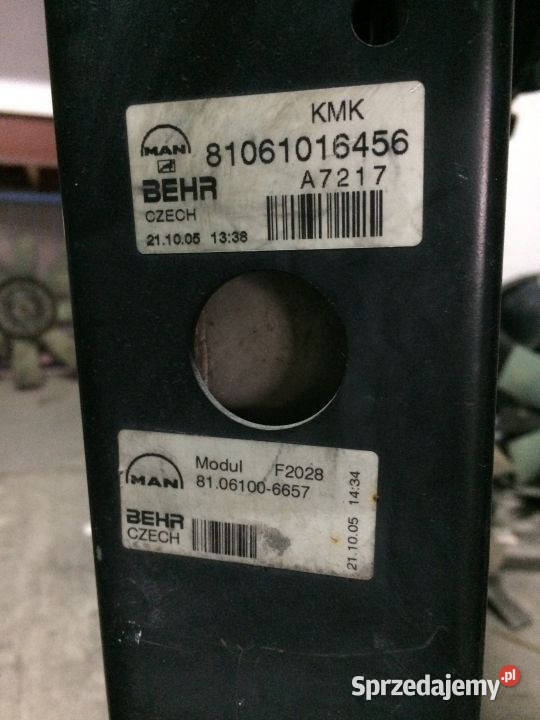 KMK
MAN
81061016456
BEHR
A7217
CZECH
21.10.05 13:38
MAN
Modul F2028
81.06100-6657
BEHR
CZECH
21.10.05 14:34
Sprzedajemy.pl